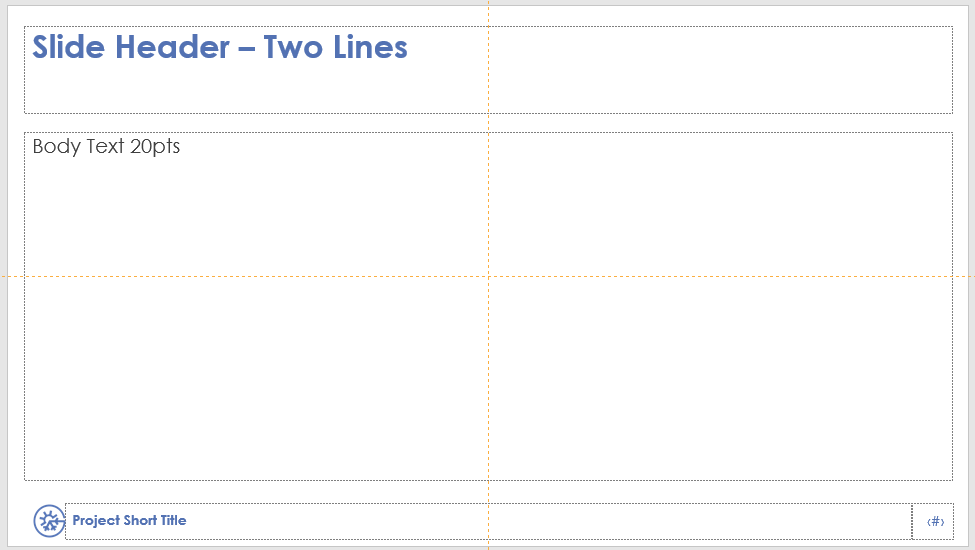 Slide Header – Two Lines
Body Text 20pts
Project Short Title
‹#›